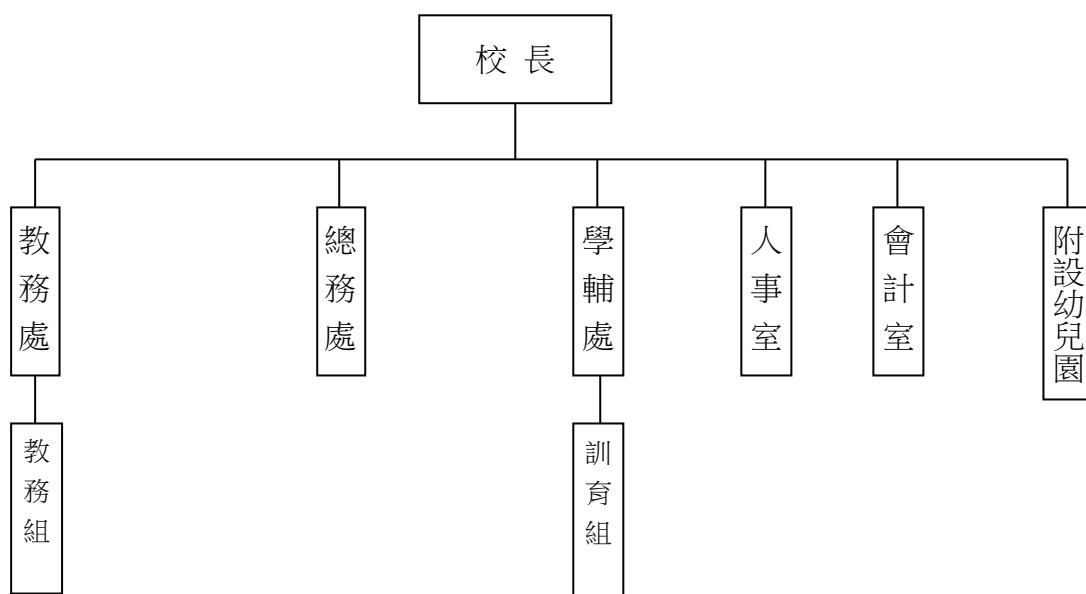 校長
教務處
總務處
學輔處
人事室
會計室
附設幼兒園
教務組
訓育組